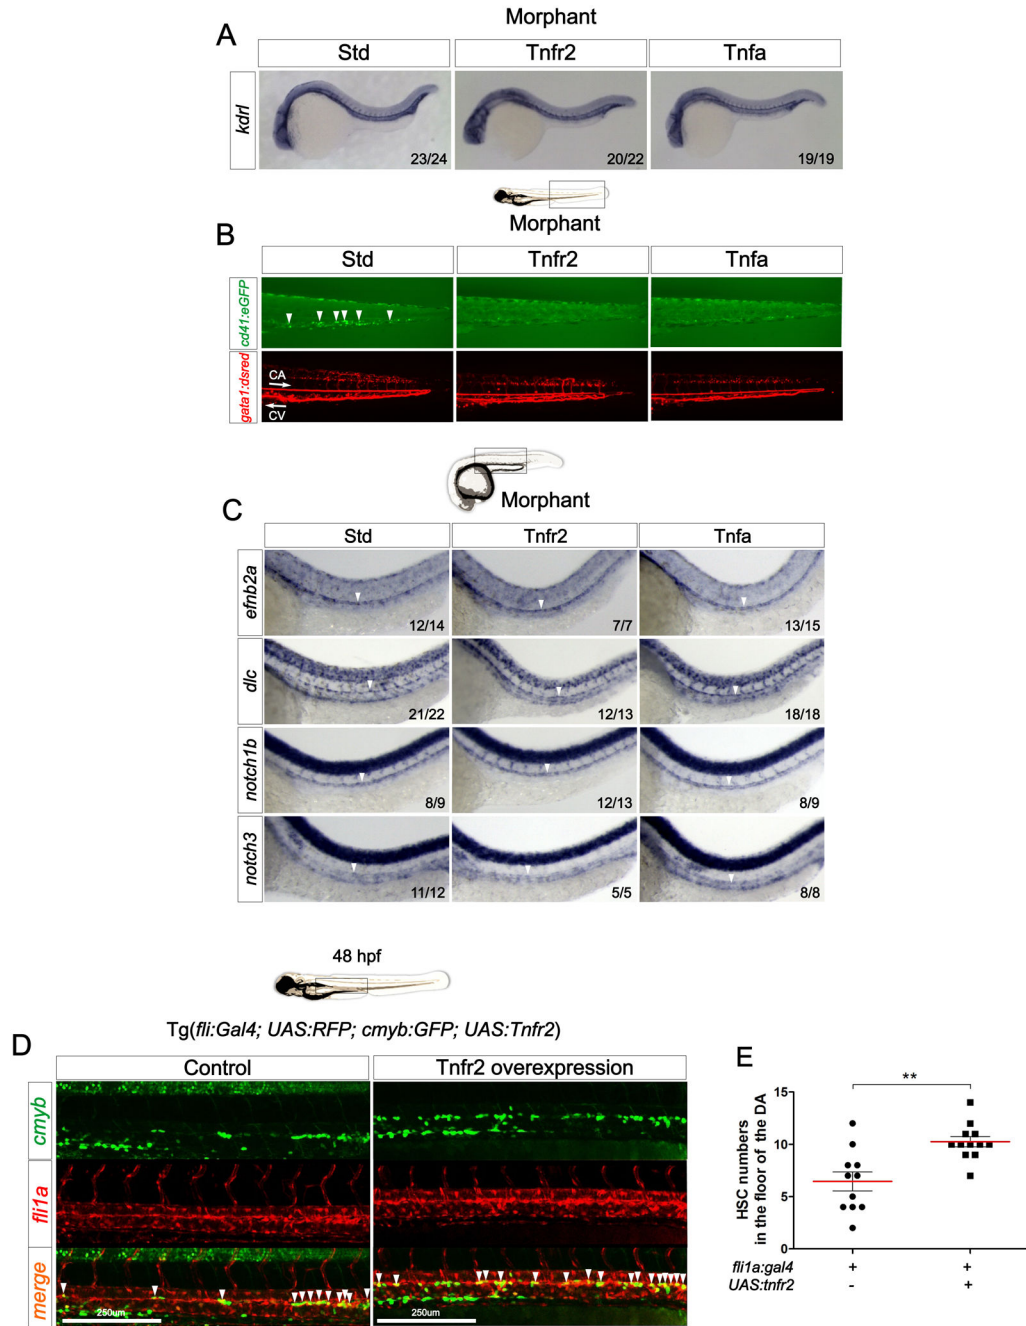 Morphant
A
Std
Tnfr2
Tnfa
kdrl
23/24
20/22
19/19
Morphant
B
Std
Tnfr2
Tnfa
cd41:eGFP
gata1:dsred
CA
CV
Morphant
C
Std
Tnfr2
Tnfa
efnb2a
12/14
7/7
13/15
dlc
21/22
12/13
18/18
notch1b
8/9
12/13
8/9
notch3
11/12
5/5
8/8
48 hpf
Tg(fli:Gal4; UAS:RFP; cmyb:GFP; UAS:Tnfr2)
D
Control
Tnfr2 overexpression
cmyb
fli1a
merge
250um
250um
E
**
HSC numbers
in the floor of the DA
15
10
5
0
fli1a:gal4 + +
UAS:tnfr2 - +